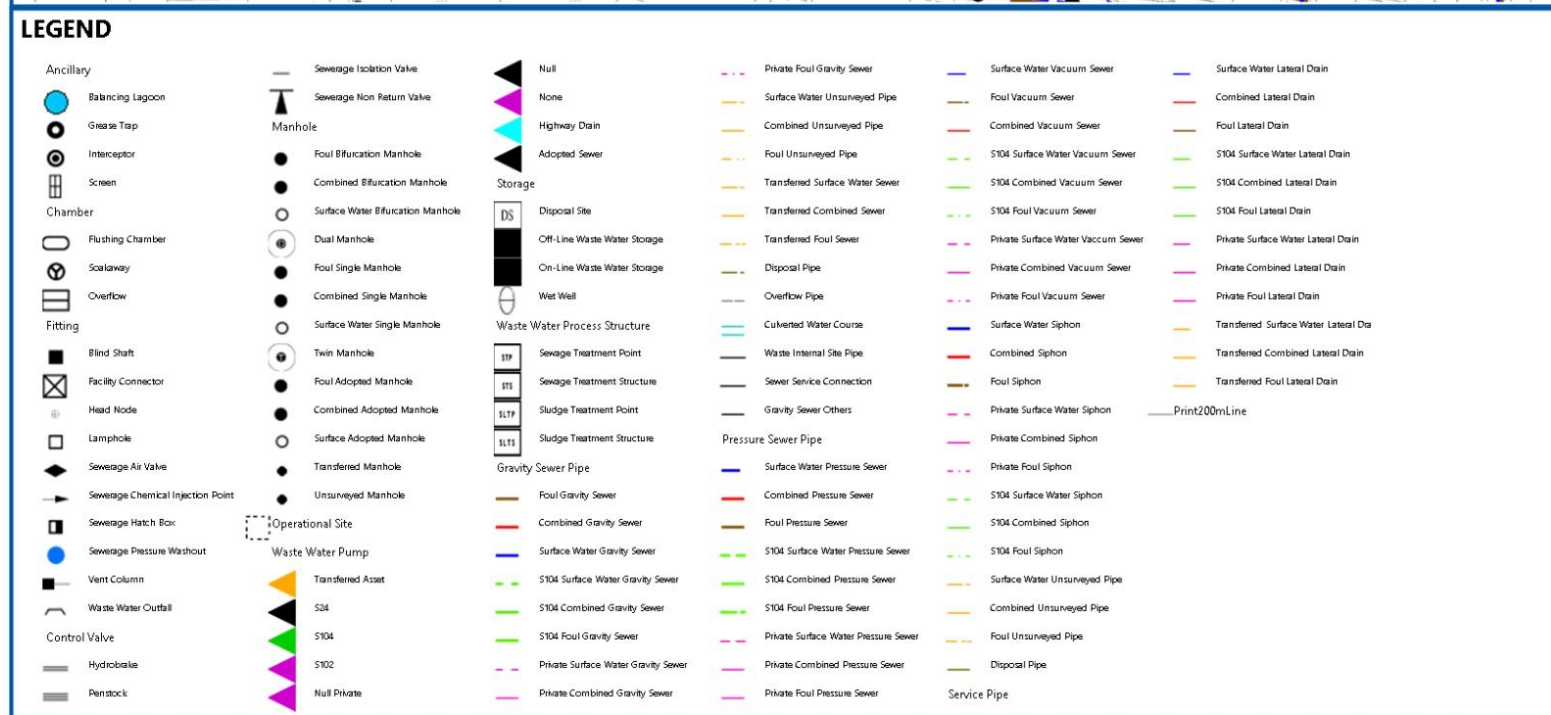 LEGEND
Ancillary
Balancing Lagoon
Grease Trap
Interceptor
Screen
Chamber
Flushing Chamber
Soakaway
Overflow
Fitting
Blind Shaft
Facility Connector
Head Node
Lamphole
Sewerage Air Valve
Sewerage Chemical Injection Point
Sewerage Hatch Box
Sewerage Pressure Washout
Vent Column
Waste Water Outfall
Control Valve
Hydrobrake
Penstock
Sewerage Isolation Valve
Sewerage Non Return Valve
Manhole
Foul Bifurcation Manhole
Combined Bifurcation Manhole
Surface Water Bifurcation Manhole
Dual Manhole
Foul Single Manhole
Combined Single Manhole
Surface Water Single Manhole
Twin Manhole
Foul Adopted Manhole
Combined Adopted Manhole
Surface Adopted Manhole
Transferred Manhole
Unsurveyed Manhole
Operational Site
Waste Water Pump
Transferred Asset
S24
S104
S102
Null Private
Null
None
Highway Drain
Adopted Sewer
Storage
DS Disposal Site
Off-Line Waste Water Storage
On-Line Waste Water Storage
Wet Well
Waste Water Process Structure
STP Sewage Treatment Point
STS Sewage Treatment Structure
SLTP Sludge Treatment Point
SLTS Sludge Treatment Structure
Gravity Sewer Pipe
Foul Gravity Sewer
Combined Gravity Sewer
Surface Water Gravity Sewer
S104 Surface Water Gravity Sewer
S104 Combined Gravity Sewer
S104 Foul Gravity Sewer
Private Surface Water Gravity Sewer
Private Combined Gravity Sewer
Private Foul Gravity Sewer
Surface Water Unsurveyed Pipe
Combined Unsurveyed Pipe
Foul Unsurveyed Pipe
Transferred Surface Water Sewer
Transferred Combined Sewer
Transferred Foul Sewer
Disposal Pipe
Overflow Pipe
Culverted Water Course
Waste Internal Site Pipe
Sewer Service Connection
Gravity Sewer Others
Pressure Sewer Pipe
Surface Water Pressure Sewer
Combined Pressure Sewer
Foul Pressure Sewer
S104 Surface Water Pressure Sewer
S104 Combined Pressure Sewer
S104 Foul Pressure Sewer
Private Surface Water Pressure Sewer
Private Combined Pressure Sewer
Private Foul Pressure Sewer
Surface Water Vacuum Sewer
Foul Vacuum Sewer
Combined Vacuum Sewer
S104 Surface Water Vacuum Sewer
S104 Combined Vacuum Sewer
S104 Foul Vacuum Sewer
Private Surface Water Vaccum Sewer
Private Combined Vacuum Sewer
Private Foul Vacuum Sewer
Surface Water Siphon
Combined Siphon
Foul Siphon
Private Surface Water Siphon
Private Combined Siphon
Private Foul Siphon
S104 Surface Water Siphon
S104 Combined Siphon
S104 Foul Siphon
Surface Water Unsurveyed Pipe
Combined Unsurveyed Pipe
Foul Unsurveyed Pipe
Disposal Pipe
Service Pipe
Surface Water Lateral Drain
Combined Lateral Drain
Foul Lateral Drain
S104 Surface Water Lateral Drain
S104 Combined Lateral Drain
S104 Foul Lateral Drain
Private Surface Water Lateral Drain
Private Combined Lateral Drain
Private Foul Lateral Drain
Transferred Surface Water Lateral Dra
Transferred Combined Lateral Drain
Transferred Foul Lateral Drain
Print200mLine